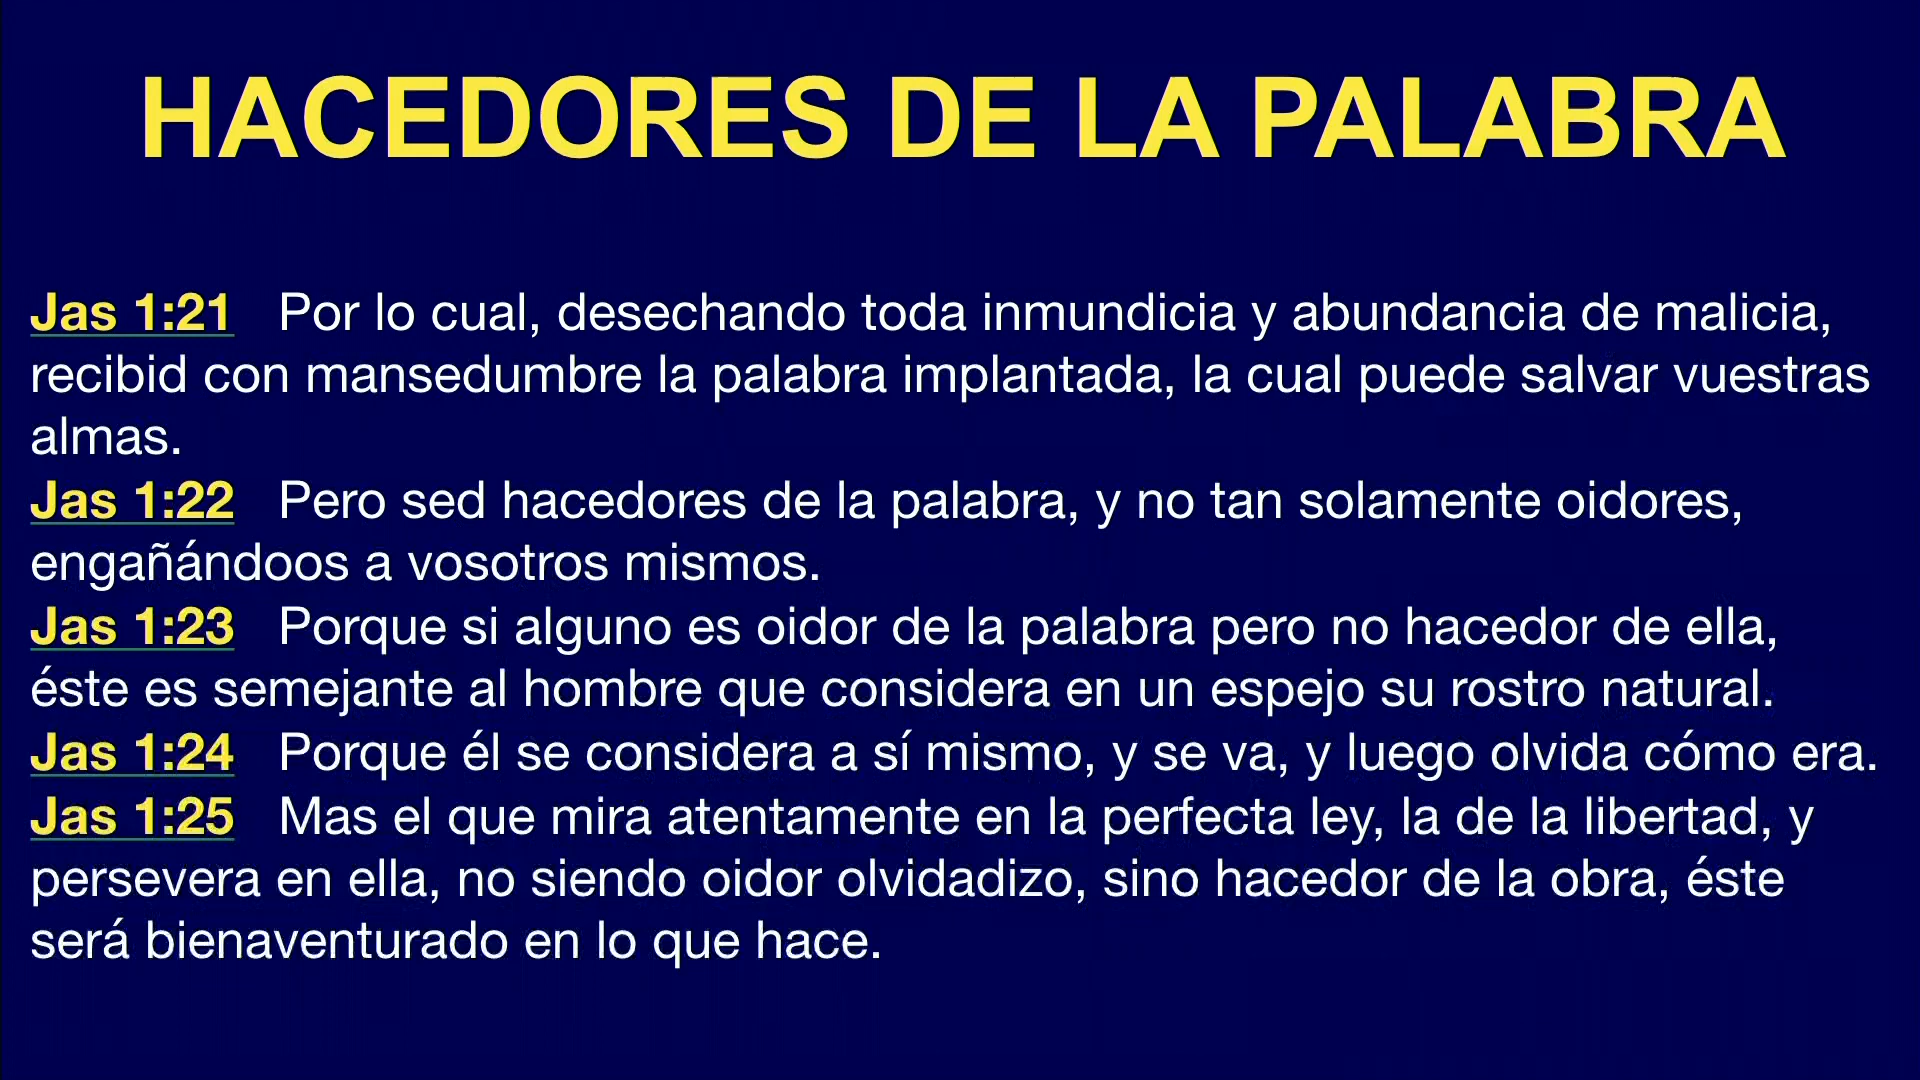 HACEDORES DE LA PALABRA
Jas 1:21 Por lo cual, desechando toda inmundicia y abundancia de malicia,
recibid con mansedumbre la palabra implantada, la cual puede salvar vuestras
almas.
Jas 1:22 Pero sed hacedores de la palabra, y no tan solamente oidores,
engañándoos a vosotros mismos.
Jas 1:23 Porque si alguno es oidor de la palabra pero no hacedor de ella,
éste es semejante al hombre que considera en un espejo su rostro natural.
Jas 1:24 Porque él se considera a sí mismo, y se va, y luego olvida cómo era.
Jas 1:25 Mas el que mira atentamente en la perfecta ley, la de la libertad, y
persevera en ella, no siendo oidor olvidadizo, sino hacedor de la obra, éste
será bienaventurado en lo que hace.